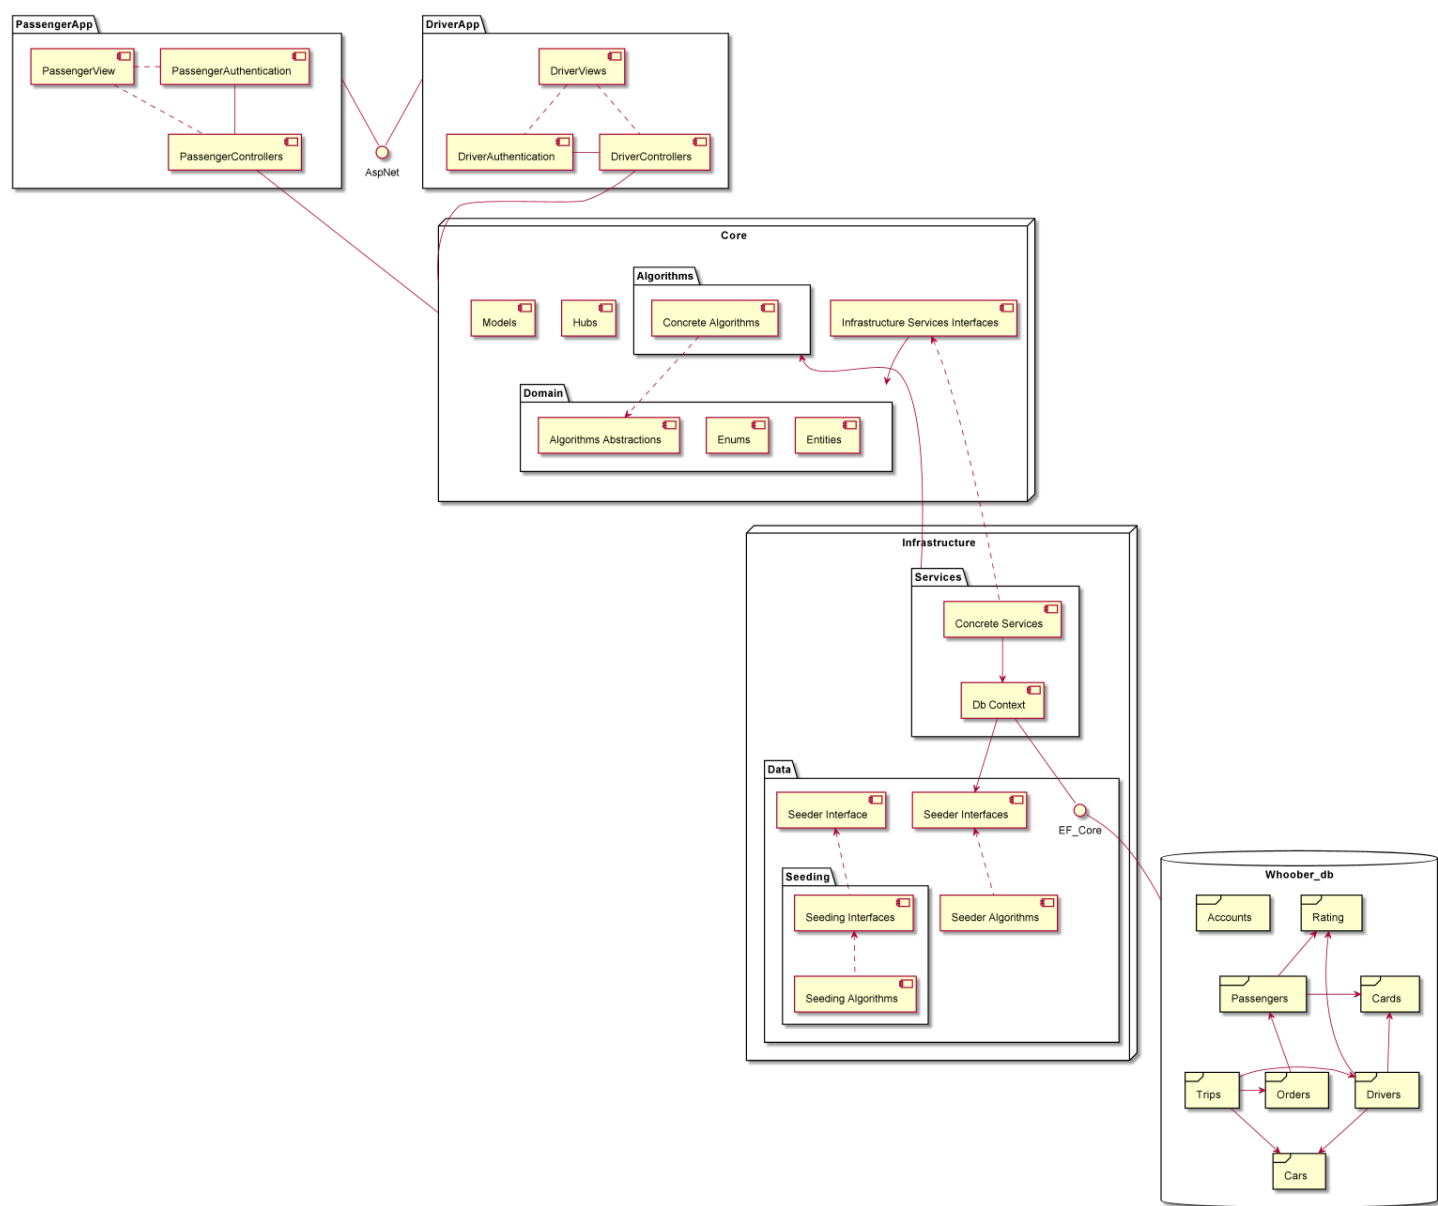 PassengerApp
DriverApp
PassengerView
PassengerAuthentication
DriverViews
PassengerControllers
AspNet
DriverAuthentication
DriverControllers
Core
Algorithms
Models
Hubs
Concrete Algorithms
Infrastructure Services Interfaces
Domain
Algorithms Abstractions
Enums
Entities
Infrastructure
Services
Concrete Services
Db Context
Data
Seeder Interface
Seeder Interfaces
EF_Core
Seeding
Seeding Interfaces
Seeder Algorithms
Seeding Algorithms
Whoober_db
Accounts
Rating
Passengers
Cards
Trips
Orders
Drivers
Cars